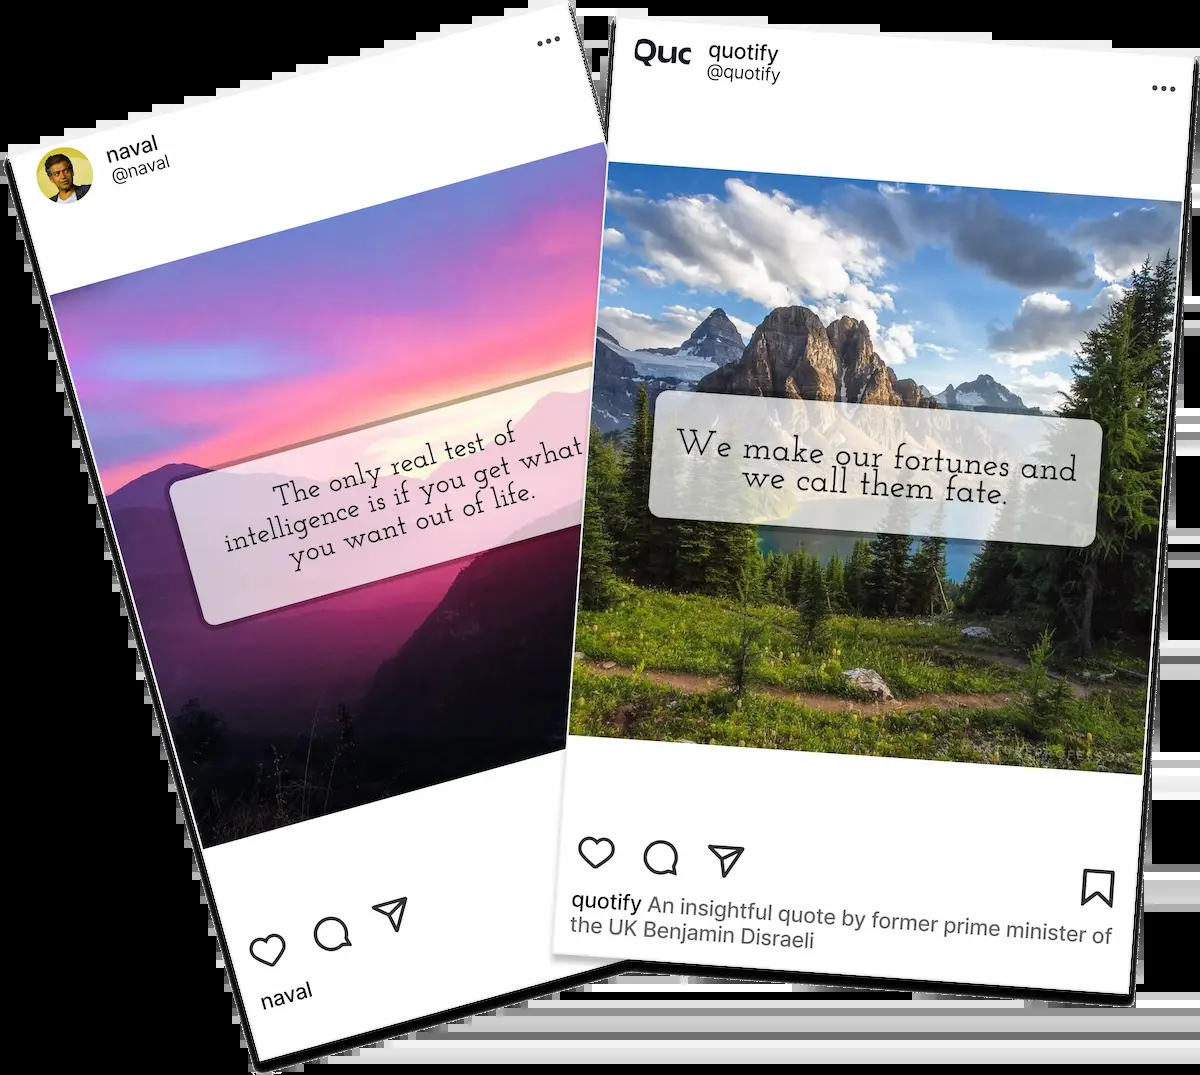 naval
@naval
The only real test of
intelligence is if you get what
you want out of life.
naval
Quc
quotify
@quotify
We make our fortunes and
we call them fate.
quotify An insightful quote by former prime minister of
the UK Benjamin Disraeli